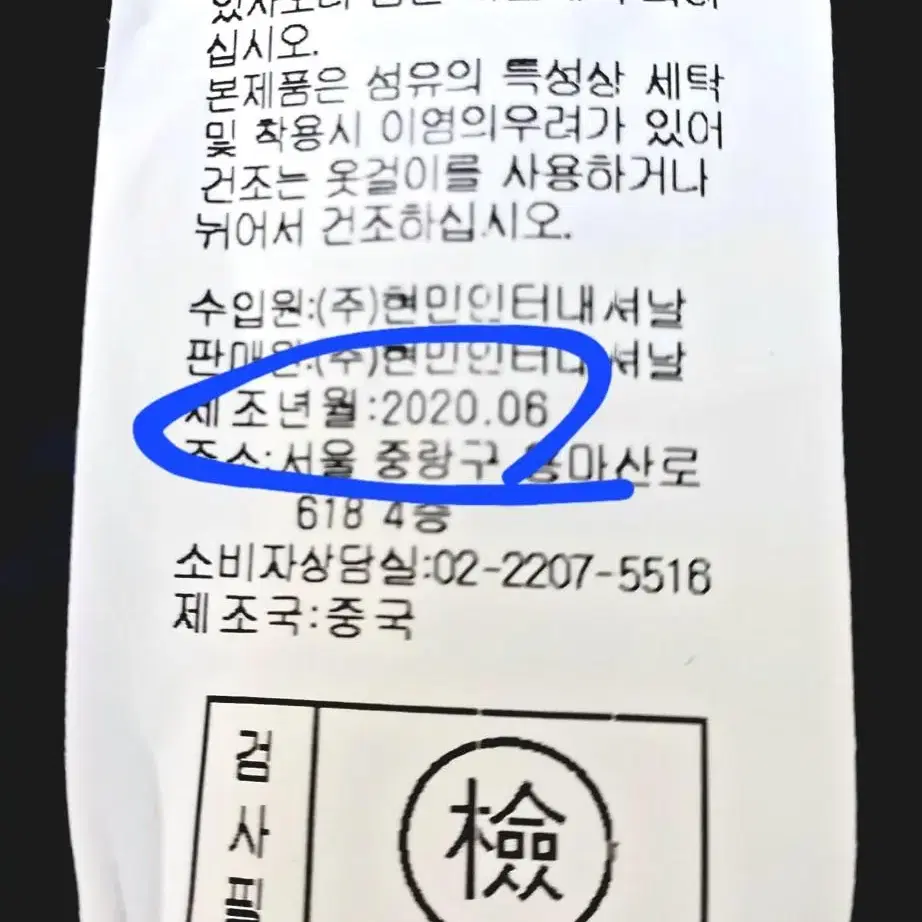 십시오.
본제품은 섬유의 특성상 세탁
및 착용시 이염의우려가 있어
건조는 옷걸이를 사용하거나
뉘어서 건조하십시오.
수입원:(주)현민인터내셔날
판매원:(주)현민인터내셔날
제조년월:2020.06
주소:서울 중랑구 용마산로
618 4층
소비자상담실:02-2207-5516
제조국:중국
검
사
필
檢